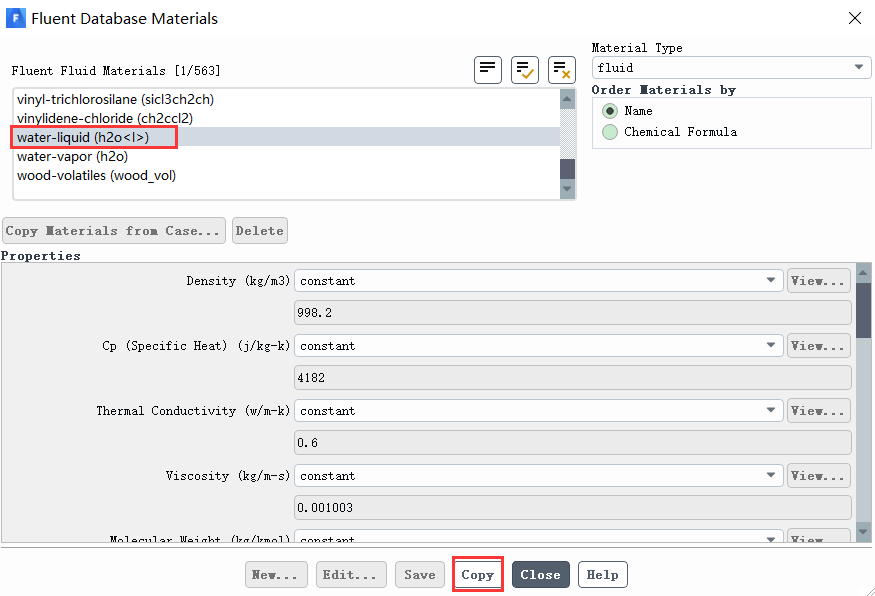 Fluent Database Materials
Fluent Fluid Materials [1/563]
Material Type
fluid
Order Materials by
Name
Chemical Formula
vinyl-trichlorosilane (sicl3ch2ch)
vinylidene-chloride (ch2ccl2)
water-liquid (h2o<l>)
water-vapor (h2o)
wood-volatiles (wood_vol)
Copy Materials from Case... Delete
Properties
Density (kg/m3) constant View...
998.2
Cp (Specific Heat) (j/kg-k) constant View...
4182
Thermal Conductivity (w/m-k) constant View...
0.6
Viscosity (kg/m-s) constant View...
0.001003
Molecular Weight (kg/kmol) constant View...
New... Edit... Save Copy Close Help